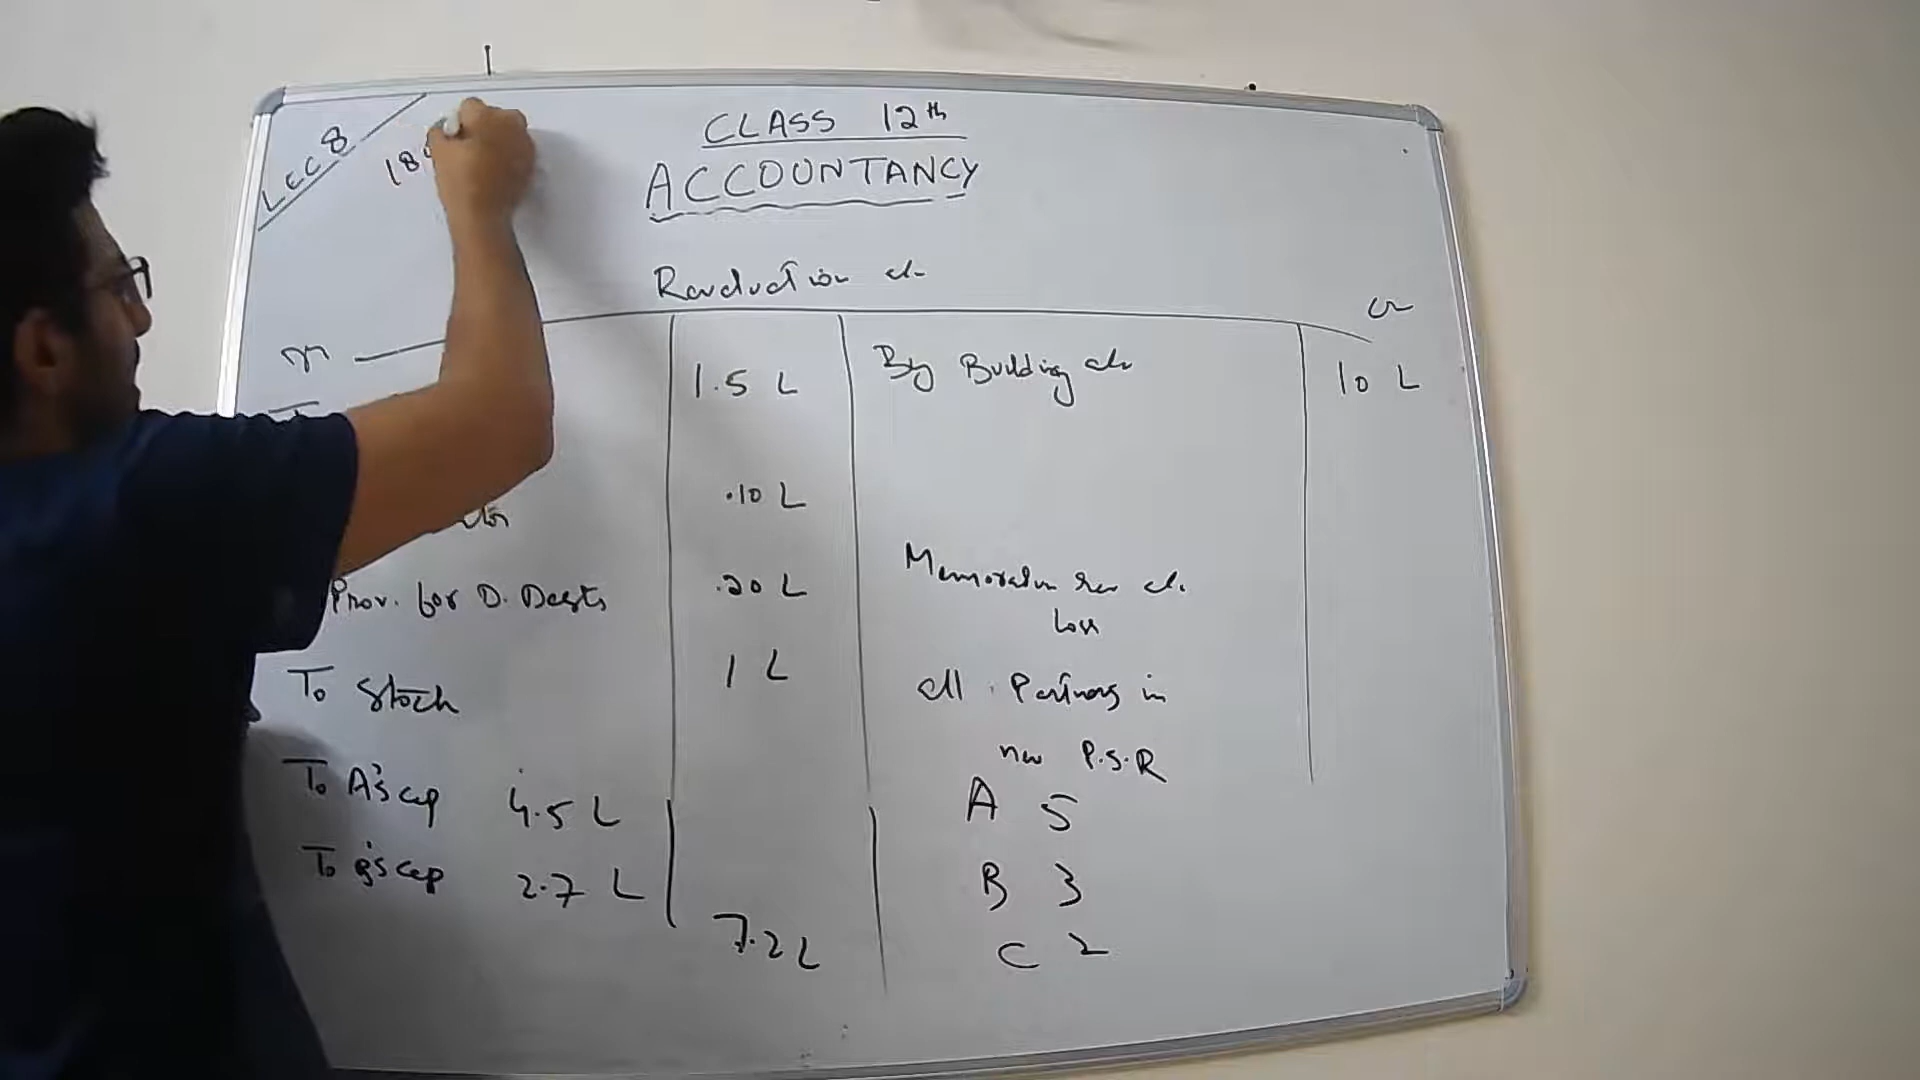 LEC 8
18
CLASS 12th
ACCOUNTANCY
Revaluation a/c
Cr
1.5 L
By Building a/c
10 L
.10 L
Prov. for D. Debts
.20 L
Memorandum Rev a/c
Loss
To Stock
1 L
All Partners in
new P.S.R
To A's cap 4.5 L
A 5
To B's cap 2.7 L
B 3
7.2 L
C 2